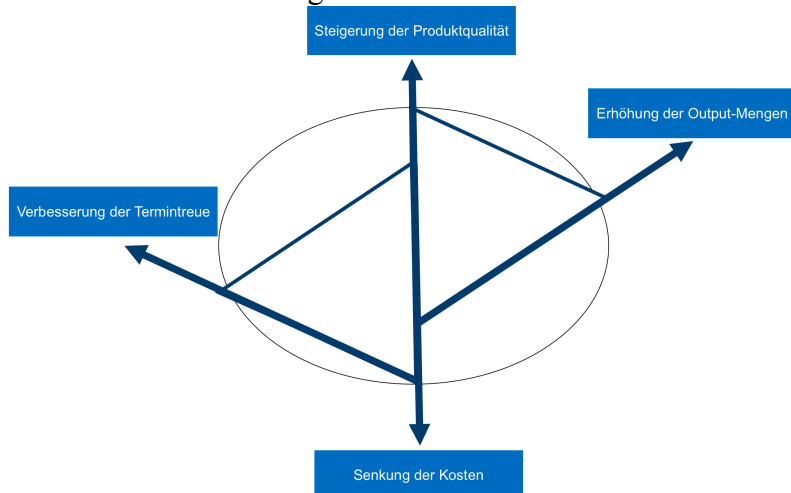 Steigerung der Produktqualität
Erhöhung der Output-Mengen
Verbesserung der Termintreue
Senkung der Kosten